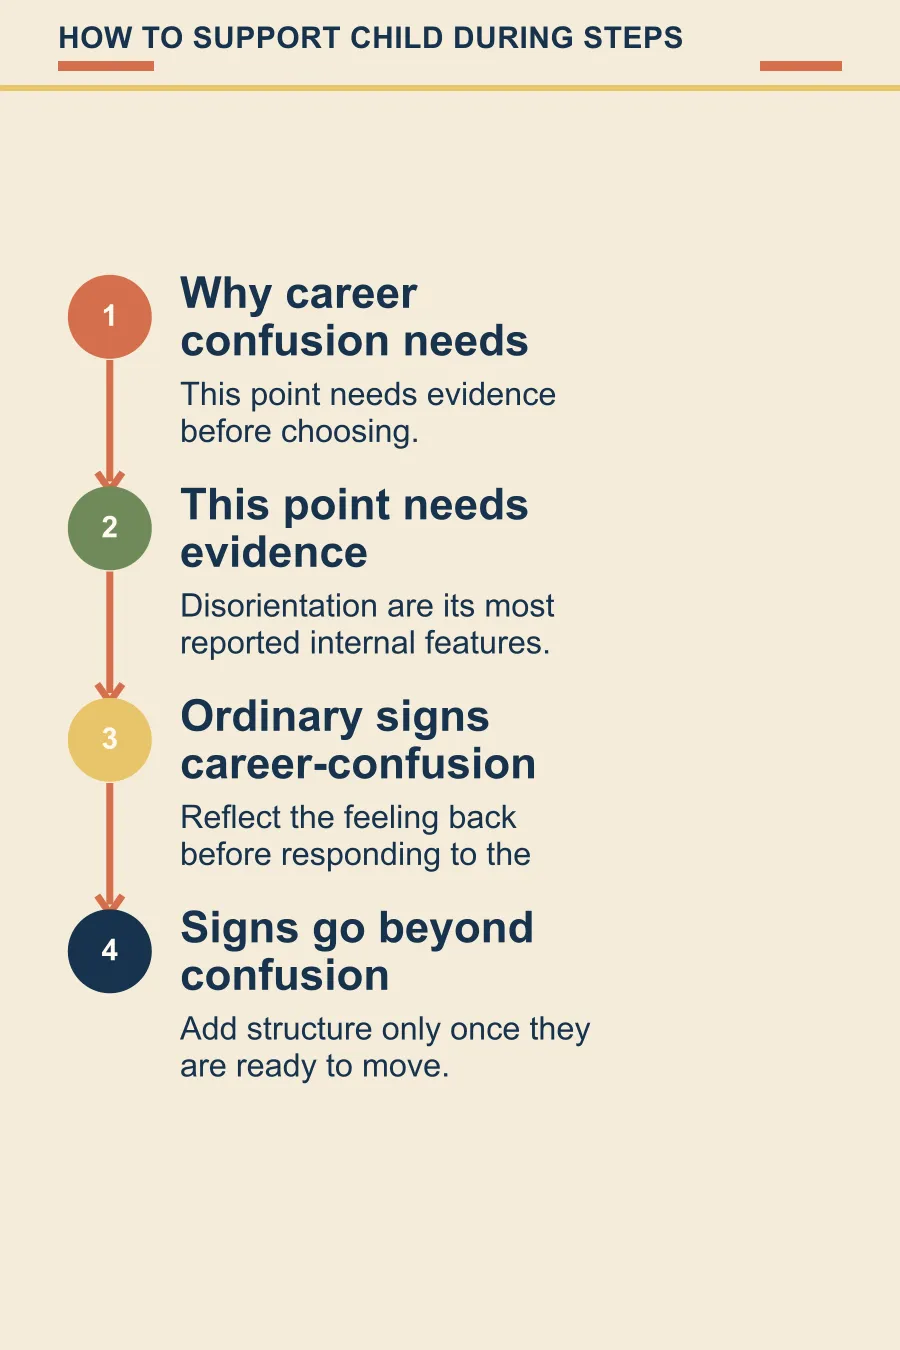 HOW TO SUPPORT CHILD DURING STEPS
1
Why career
confusion needs
This point needs evidence
before choosing.
2
This point needs
evidence
Disorientation are its most
reported internal features.
3
Ordinary signs
career-confusion
Reflect the feeling back
before responding to the
4
Signs go beyond
confusion
Add structure only once they
are ready to move.